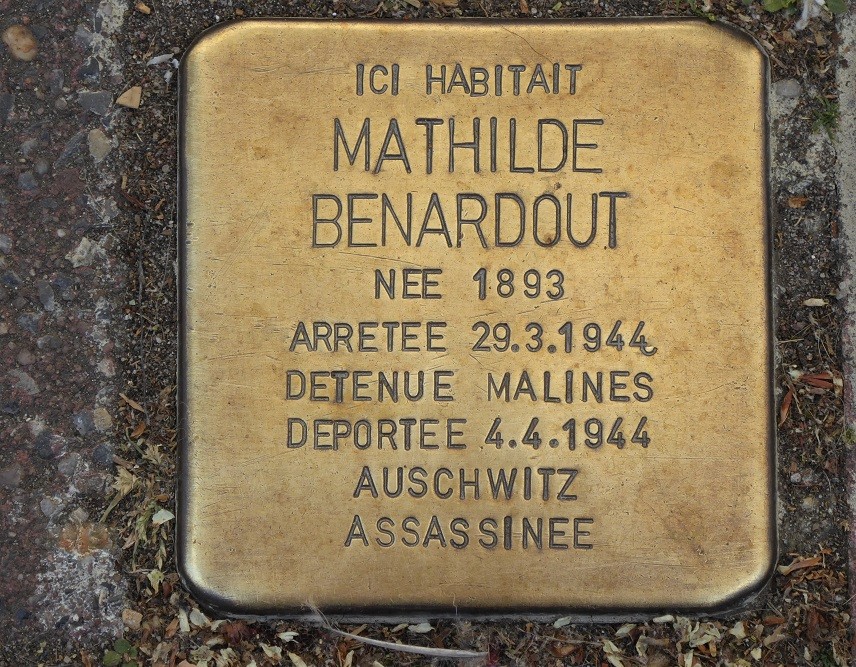 ICI HABITAIT
MATHILDE
BENARDOUT
NEE 1893
ARRETEE 29.3.1944
DETENUE MALINES
DEPORTEE 4.4.1944
AUSCHWITZ
ASSASSINEE